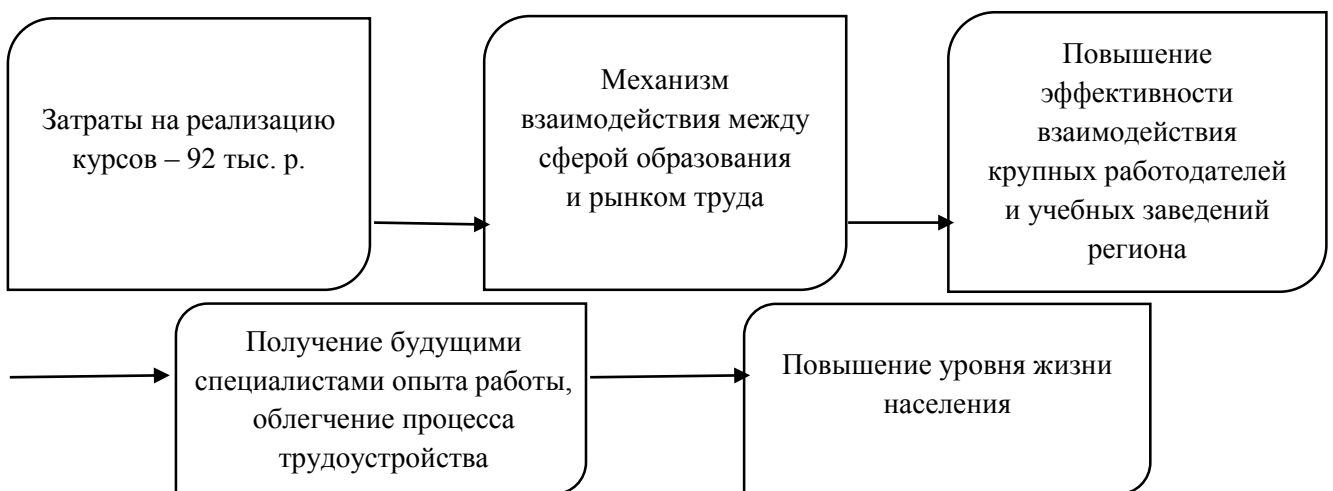 Затраты на реализацию
курсов – 92 тыс. р.
Механизм
взаимодействия между
сферой образования
и рынком труда
Повышение
эффективности
взаимодействия
крупных работодателей
и учебных заведений
региона
Получение будущими
специалистами опыта работы,
облегчение процесса
трудоустройства
Повышение уровня жизни
населения